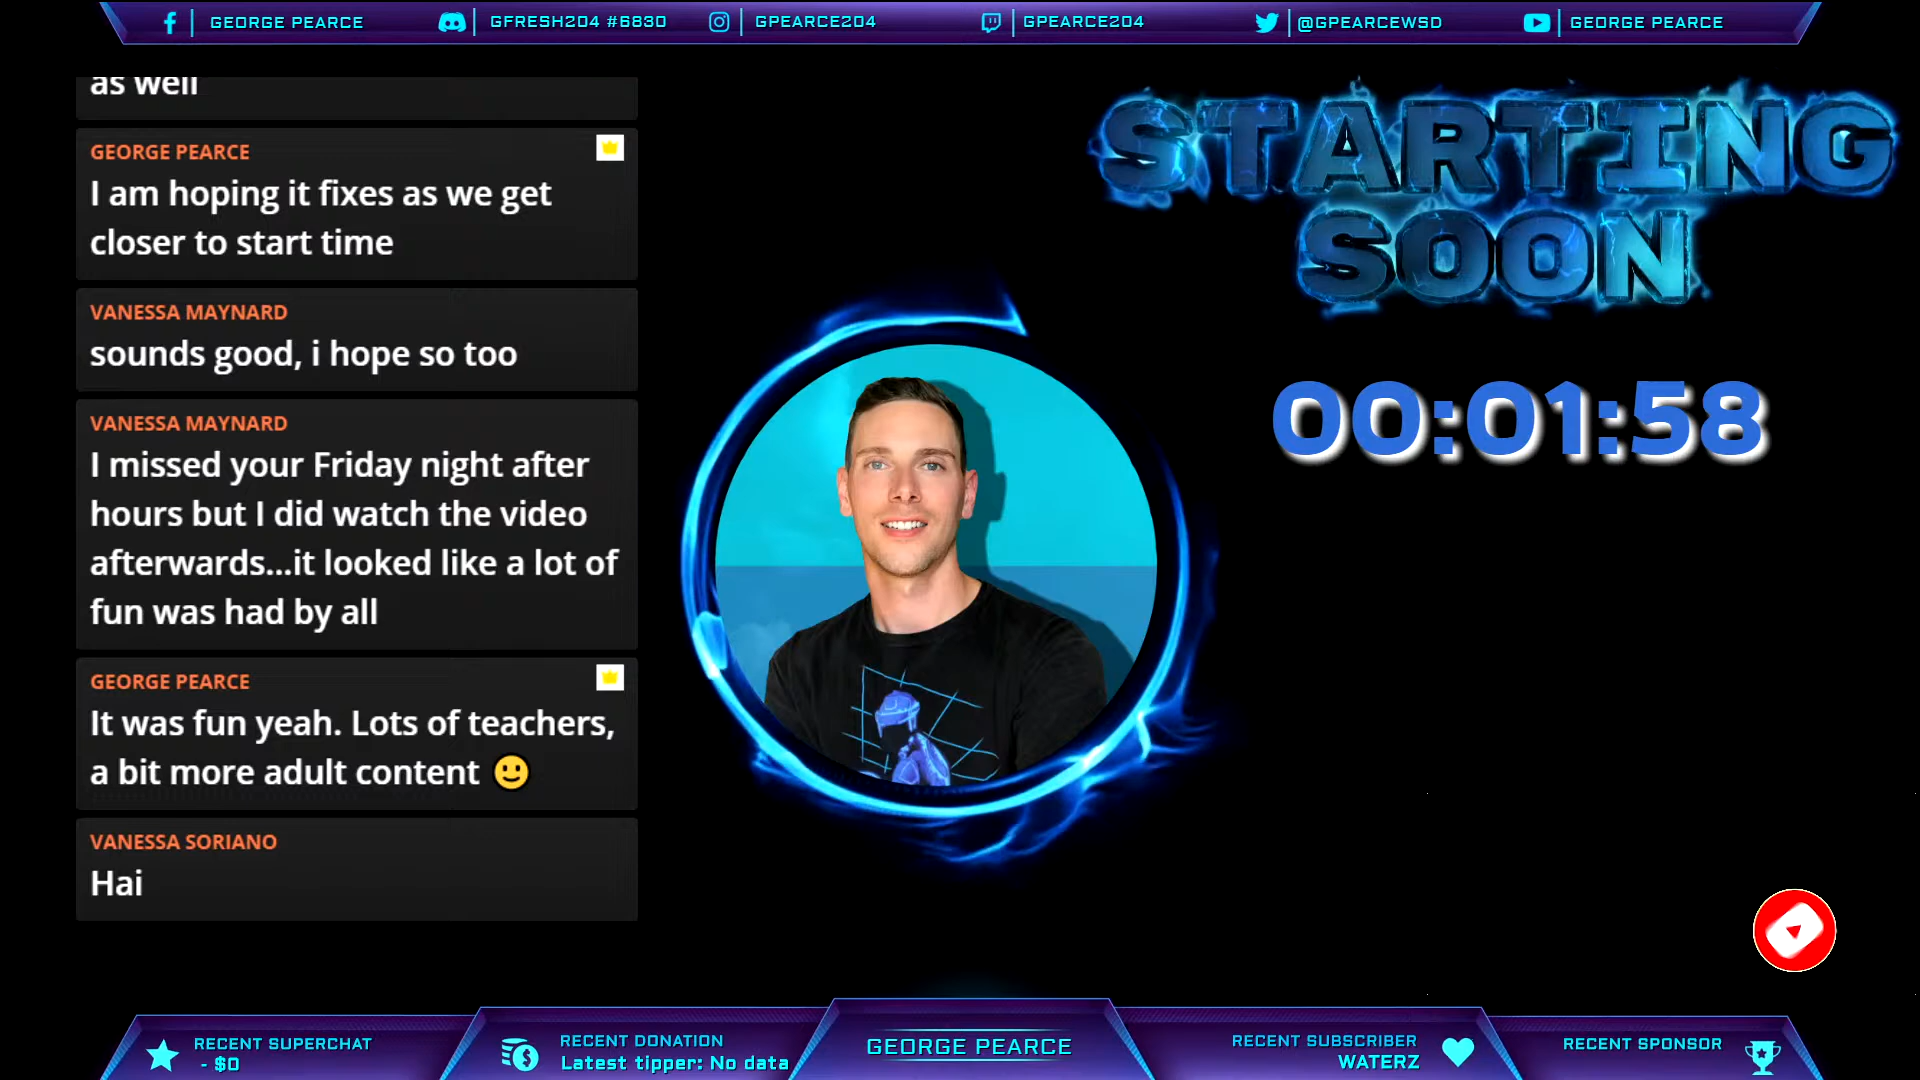 GEORGE PEARCE
GFRESH204 #6830
GPEARCE204
GPEARCE204
@GPEARCEWSD
GEORGE PEARCE
as well
GEORGE PEARCE
I am hoping it fixes as we get
closer to start time
VANESSA MAYNARD
sounds good, i hope so too
VANESSA MAYNARD
I missed your Friday night after
hours but I did watch the video
afterwards...it looked like a lot of
fun was had by all
GEORGE PEARCE
It was fun yeah. Lots of teachers,
a bit more adult content 🙂
VANESSA SORIANO
Hai
STARTING
SOON
00:01:58
RECENT SUPERCHAT
- $0
RECENT DONATION
Latest tipper: No data
GEORGE PEARCE
RECENT SUBSCRIBER
WATERZ
RECENT SPONSOR